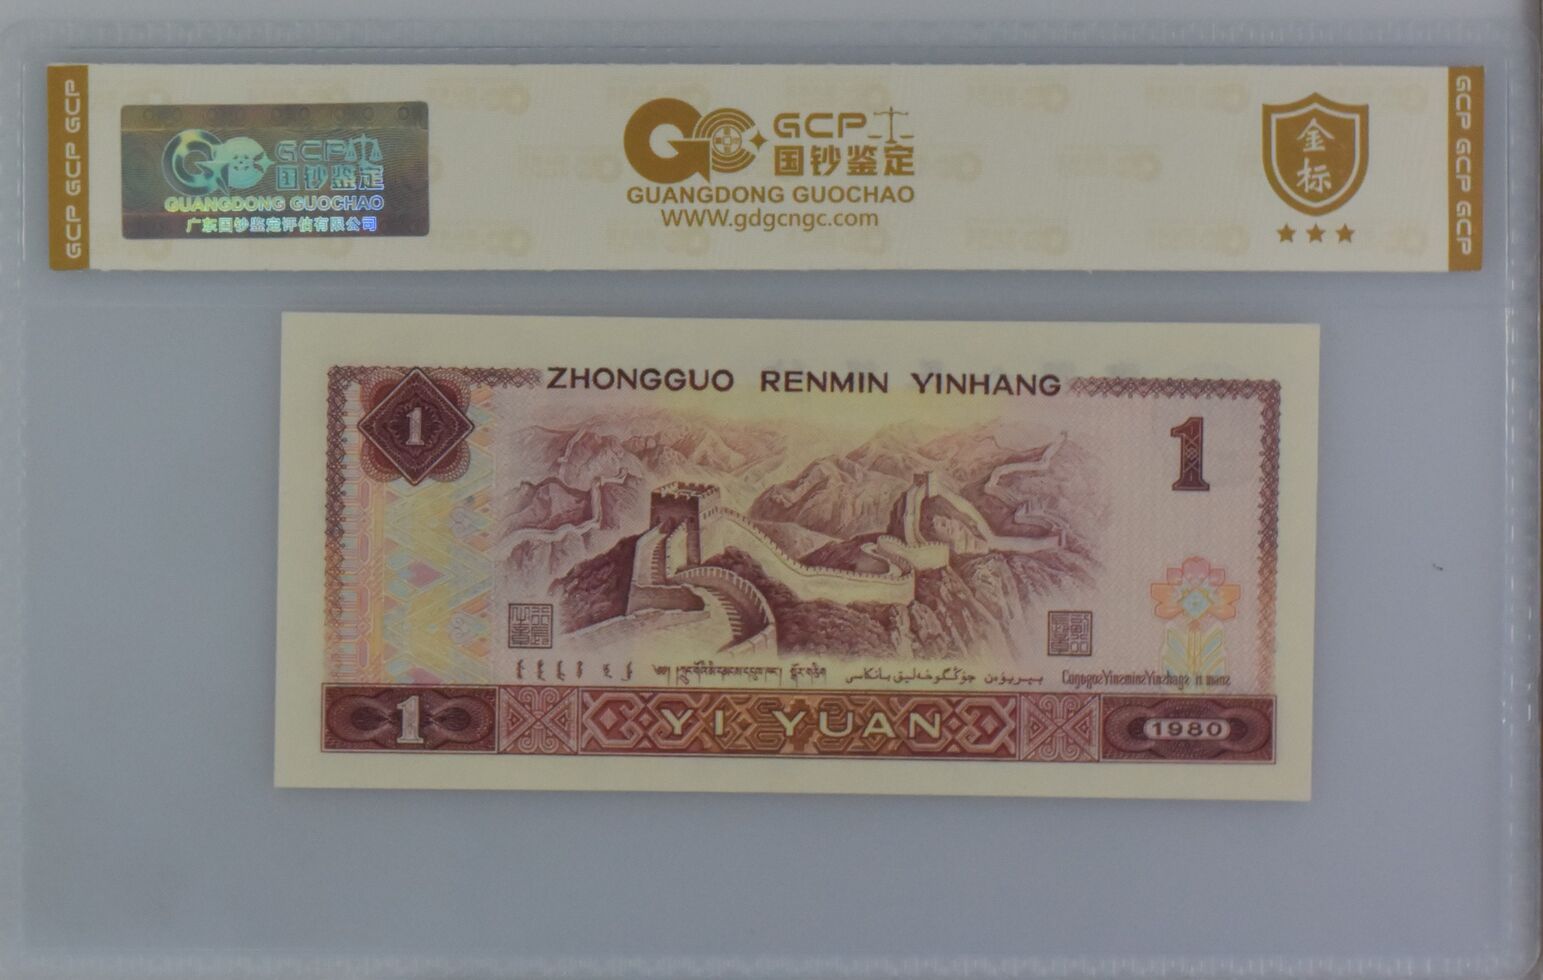 GCP GCP GCP
GCP
国钞鉴定
GUANGDONG GUOCHAO
广东国钞鉴定评估有限公司
GCP
国钞鉴定
GUANGDONG GUOCHAO
WWW.gdgcngc.com
金标
GCP GCP GCP
ZHONGGUO RENMIN YINHANG
1
1
1
YI YUAN
1980